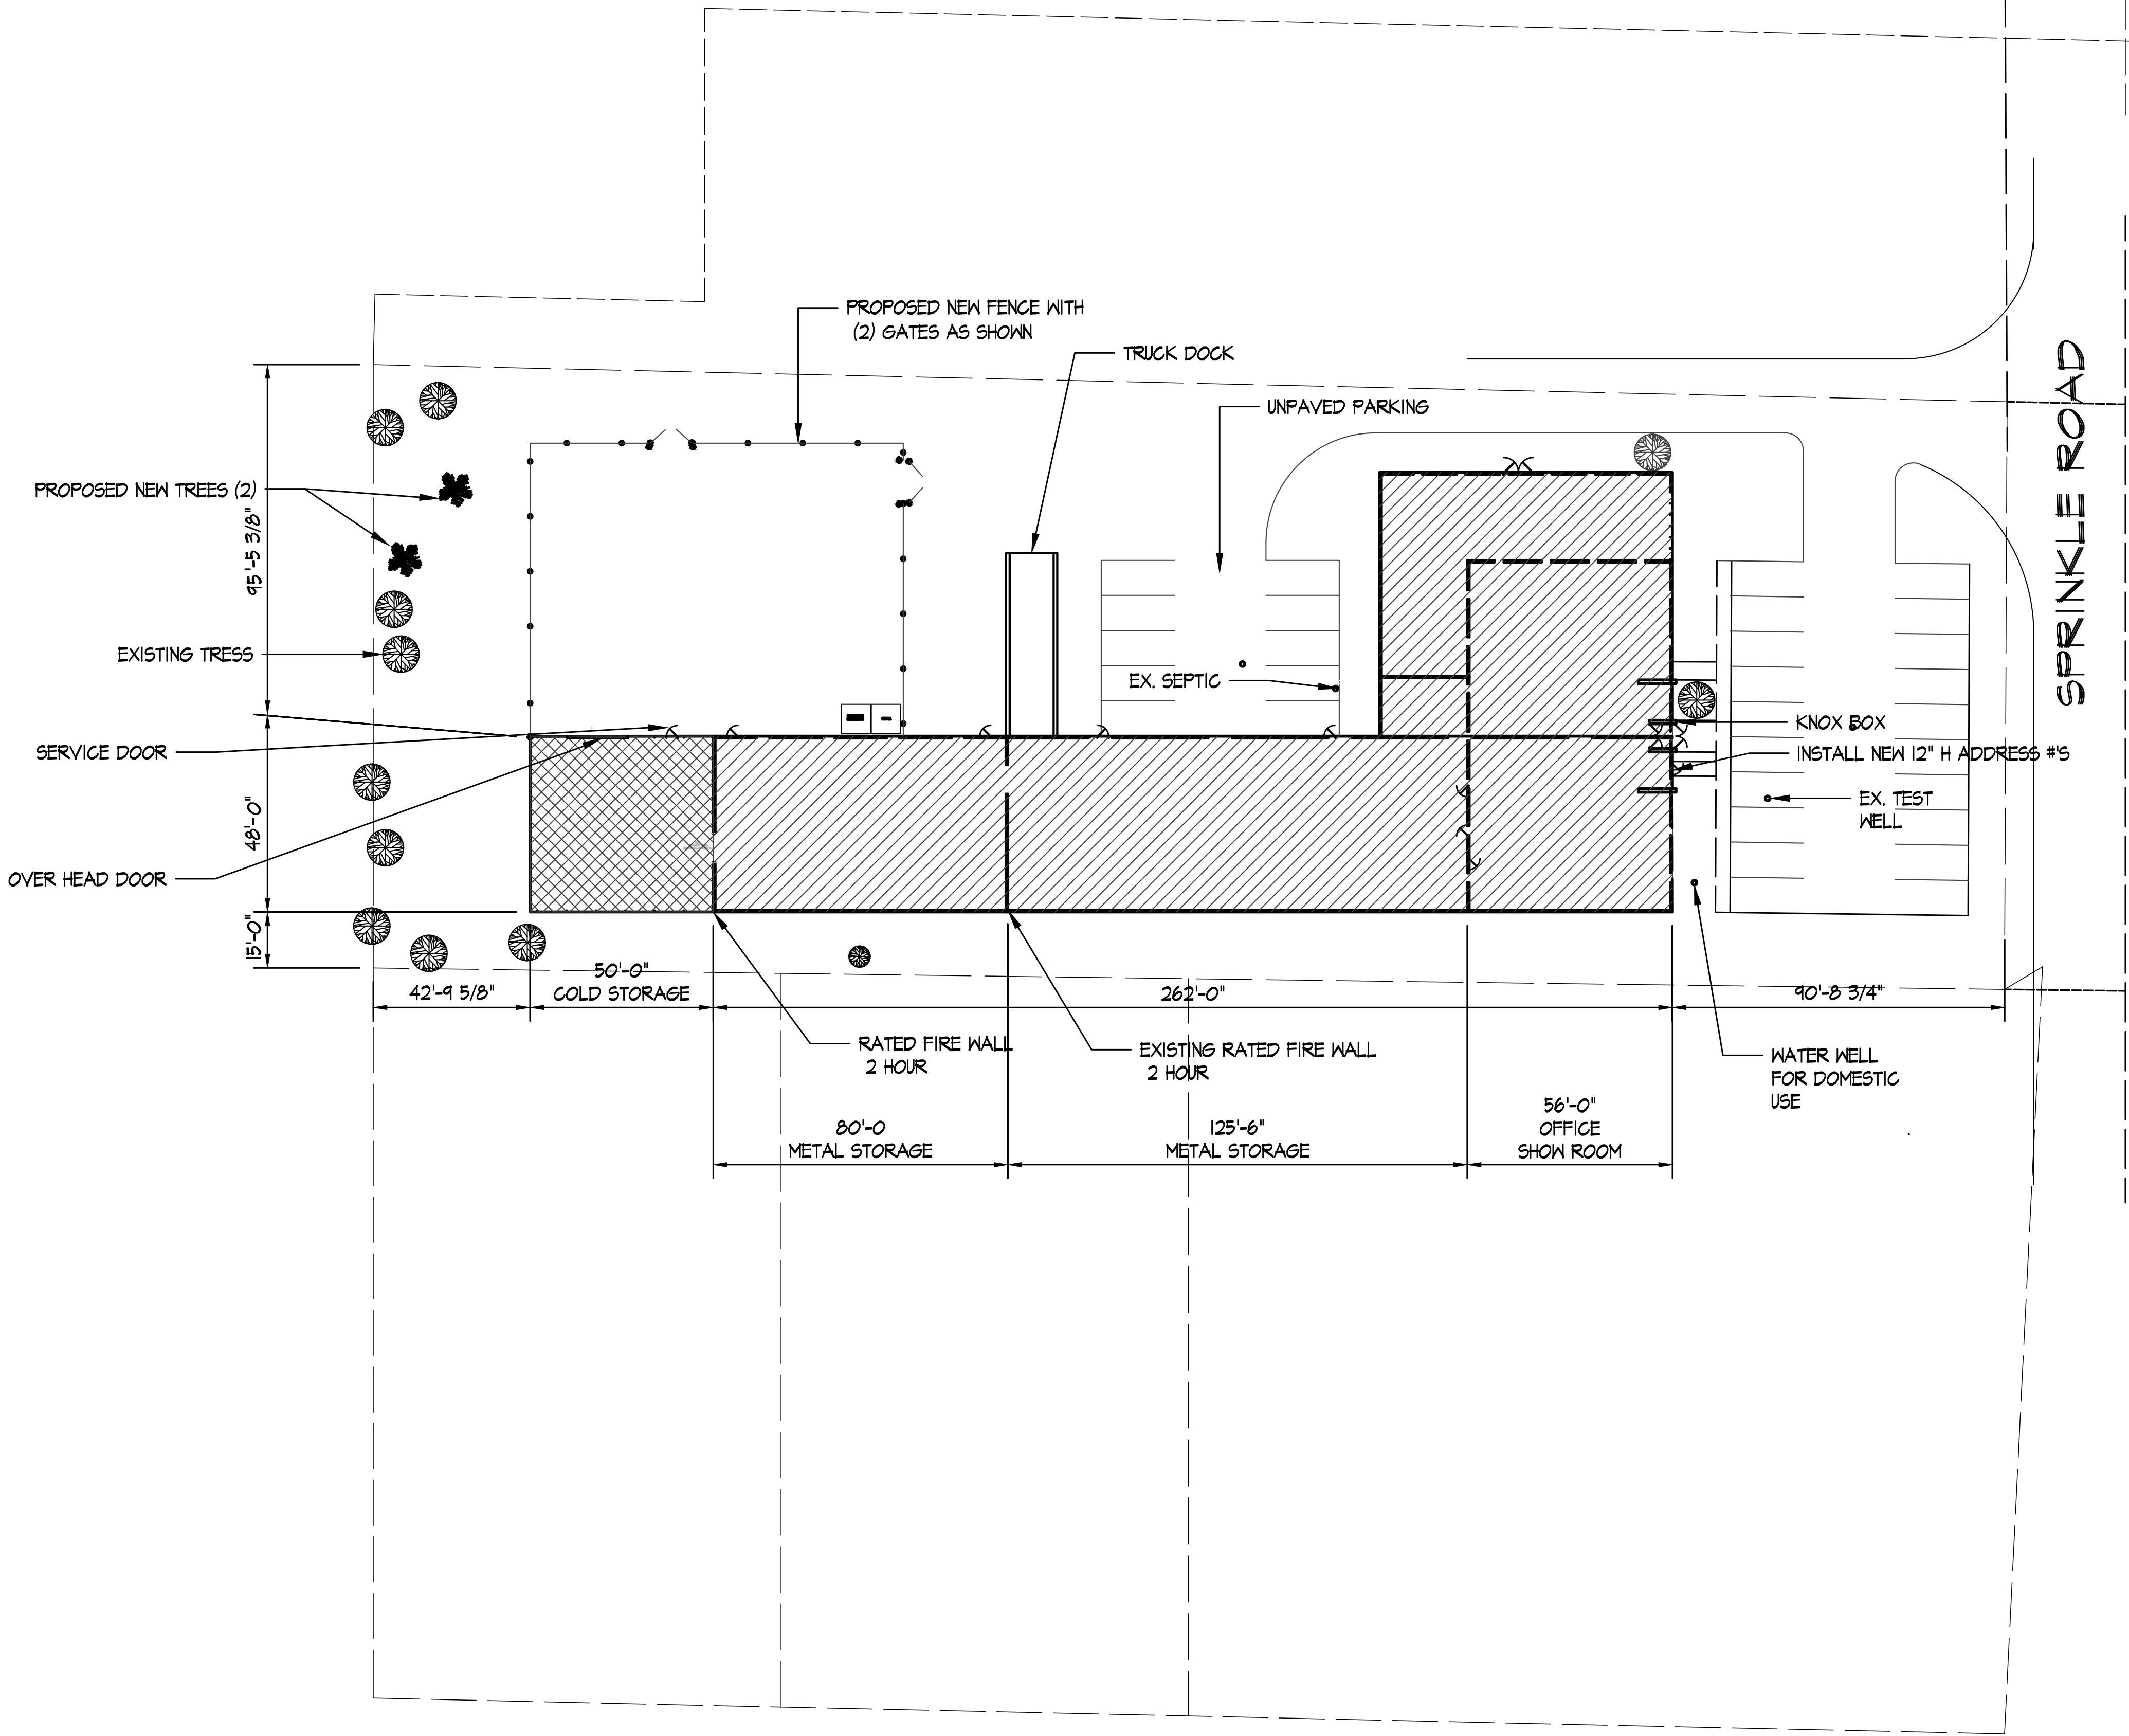 PROPOSED NEW FENCE WITH
(2) GATES AS SHOWN
TRUCK DOCK
UNPAVED PARKING
SPRINKLE ROAD
PROPOSED NEW TREES (2)
95'-5 3/8"
EXISTING TRESS
EX. SEPTIC
KNOX BOX
SERVICE DOOR
INSTALL NEW 12" H ADDRESS #'S
48'-0"
EX. TEST
WELL
OVER HEAD DOOR
15'-0"
42'-9 5/8"
50'-0"
COLD STORAGE
262'-0"
90'-8 3/4"
RATED FIRE WALL
2 HOUR
EXISTING RATED FIRE WALL
2 HOUR
WATER WELL
FOR DOMESTIC
USE
80'-0
METAL STORAGE
125'-6"
METAL STORAGE
56'-0"
OFFICE
SHOW ROOM